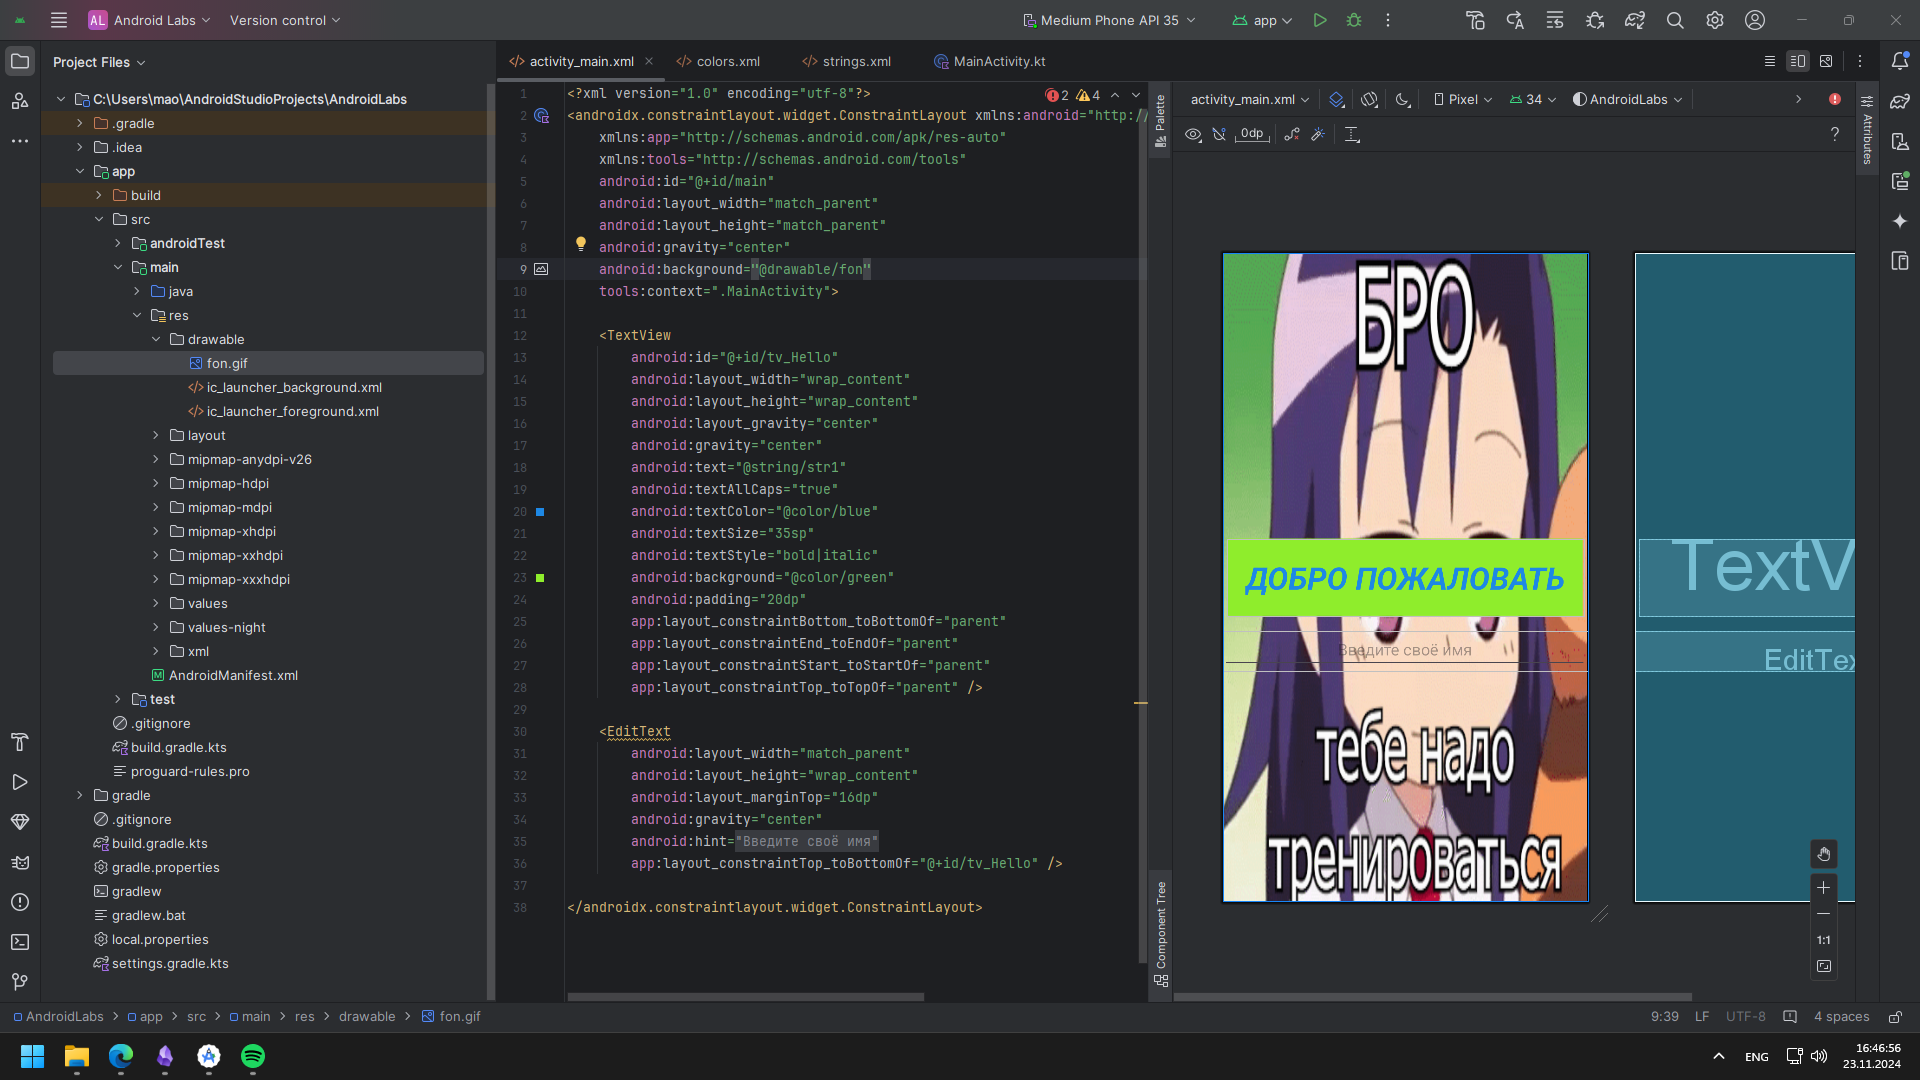 AL Android Labs Version control
Medium Phone API 35
app
Project Files
C:\Users\mao\AndroidStudioProjects\AndroidLabs
.gradle
.idea
app
build
src
androidTest
main
java
res
drawable
fon.gif
ic_launcher_background.xml
ic_launcher_foreground.xml
layout
mipmap-anydpi-v26
mipmap-hdpi
mipmap-mdpi
mipmap-xhdpi
mipmap-xxhdpi
mipmap-xxxhdpi
values
values-night
xml
AndroidManifest.xml
test
.gitignore
build.gradle.kts
proguard-rules.pro
gradle
.gitignore
build.gradle.kts
gradle.properties
gradlew
gradlew.bat
local.properties
settings.gradle.kts
activity_main.xml colors.xml strings.xml MainActivity.kt
2 4
1 <?xml version="1.0" encoding="utf-8"?>
2 <androidx.constraintlayout.widget.ConstraintLayout xmlns:android="http:/
3 xmlns:app="http://schemas.android.com/apk/res-auto"
4 xmlns:tools="http://schemas.android.com/tools"
5 android:id="@+id/main"
6 android:layout_width="match_parent"
7 android:layout_height="match_parent"
8 android:gravity="center"
9 android:background="@drawable/fon"
10 tools:context=".MainActivity">
11
12 <TextView
13 android:id="@+id/tv_Hello"
14 android:layout_width="wrap_content"
15 android:layout_height="wrap_content"
16 android:layout_gravity="center"
17 android:gravity="center"
18 android:text="@string/str1"
19 android:textAllCaps="true"
20 android:textColor="@color/blue"
21 android:textSize="35sp"
22 android:textStyle="bold|italic"
23 android:background="@color/green"
24 android:padding="20dp"
25 app:layout_constraintBottom_toBottomOf="parent"
26 app:layout_constraintEnd_toEndOf="parent"
27 app:layout_constraintStart_toStartOf="parent"
28 app:layout_constraintTop_toTopOf="parent" />
29
30 <EditText
31 android:layout_width="match_parent"
32 android:layout_height="wrap_content"
33 android:layout_marginTop="16dp"
34 android:gravity="center"
35 android:hint="Введите своё имя"
36 app:layout_constraintTop_toBottomOf="@+id/tv_Hello" />
37
38 </androidx.constraintlayout.widget.ConstraintLayout>
Palette
Component Tree
activity_main.xml Pixel 34 AndroidLabs
0dp ?
Attributes
БРО
ДОБРО ПОЖАЛОВАТЬ
Введите своё имя
тебе надо
тренироваться
TextV
EditTex
1:1
AndroidLabs > app > src > main > res > drawable > fon.gif
9:39 LF UTF-8 4 spaces
ENG
16:46:56
23.11.2024